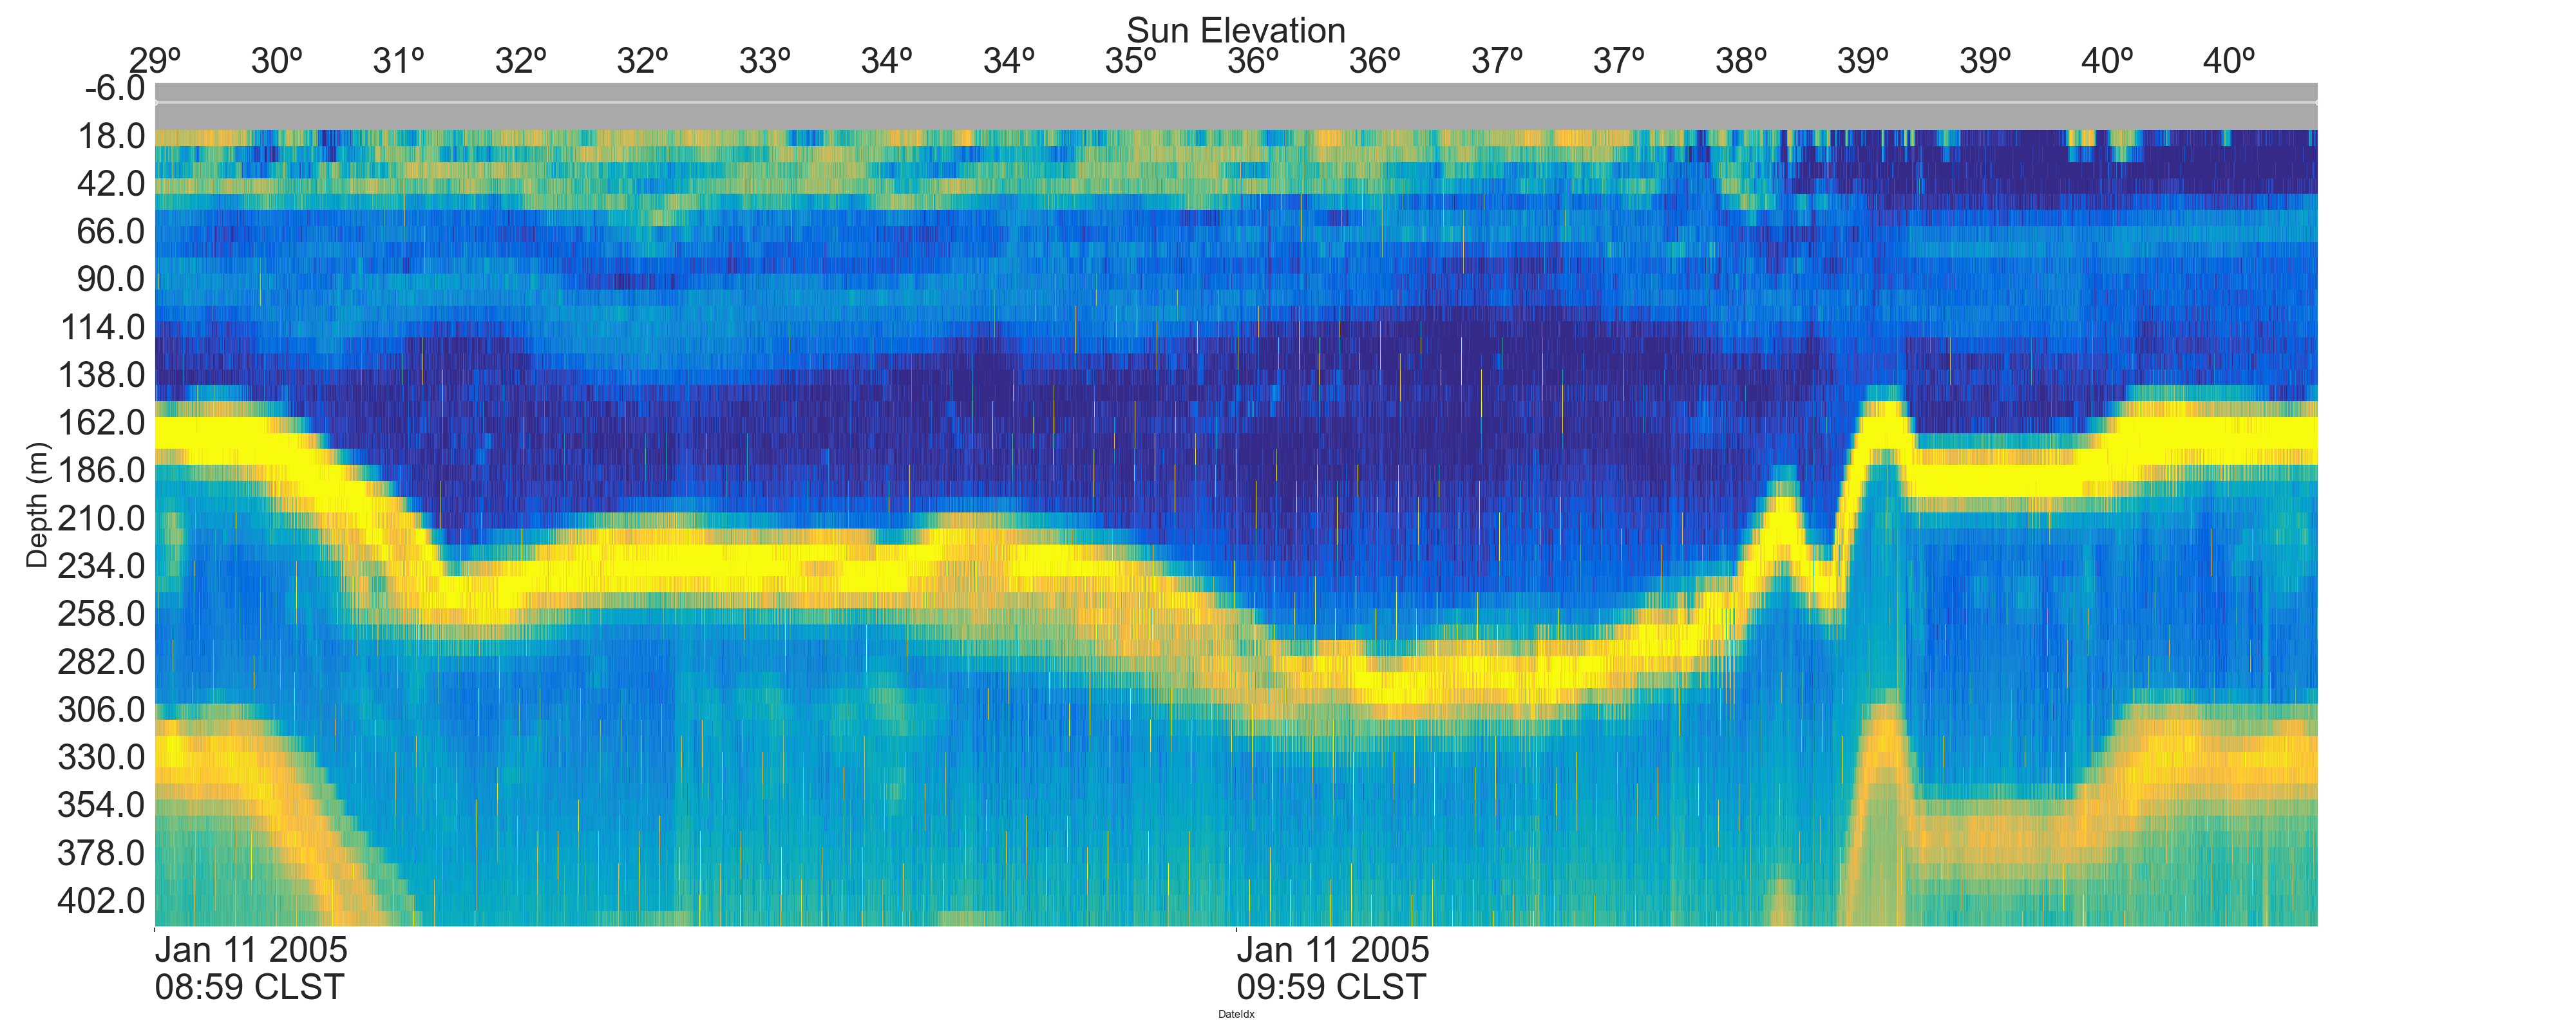 Sun Elevation
29º 30º 31º 32º 32º 33º 34º 34º 35º 36º 36º 37º 37º 38º 39º 39º 40º 40º
-6.0
18.0
42.0
66.0
90.0
114.0
138.0
162.0
186.0
210.0
234.0
258.0
282.0
306.0
330.0
354.0
378.0
402.0
Depth (m)
Jan 11 2005
08:59 CLST
Jan 11 2005
09:59 CLST
DateIdx